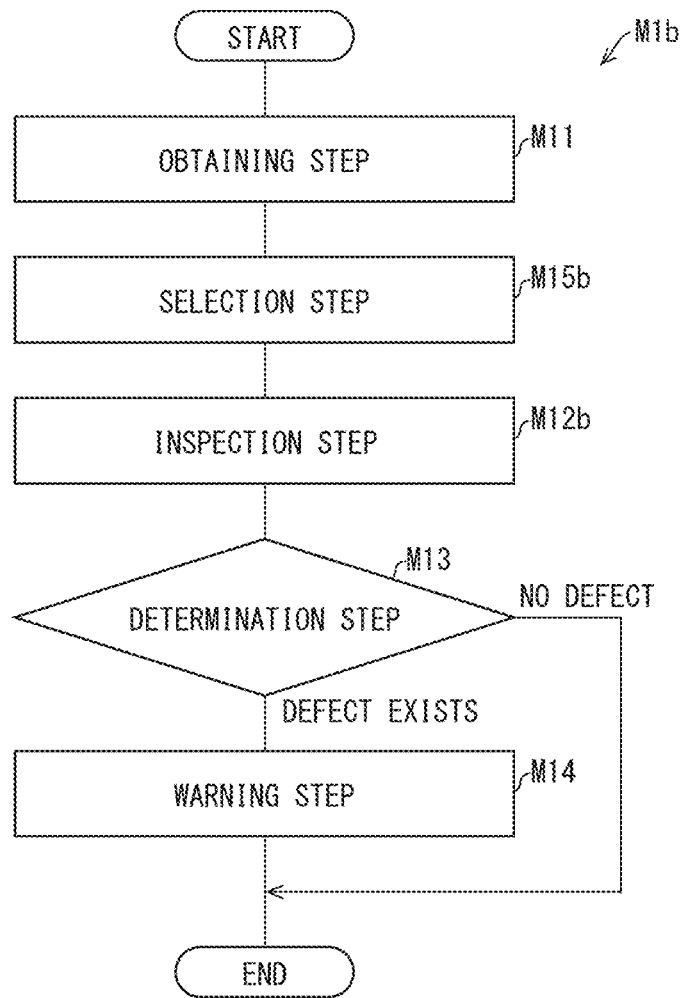 START
M1b
OBTAINING STEP
M11
SELECTION STEP
M15b
INSPECTION STEP
M12b
M13
DETERMINATION STEP
NO DEFECT
DEFECT EXISTS
WARNING STEP
M14
END